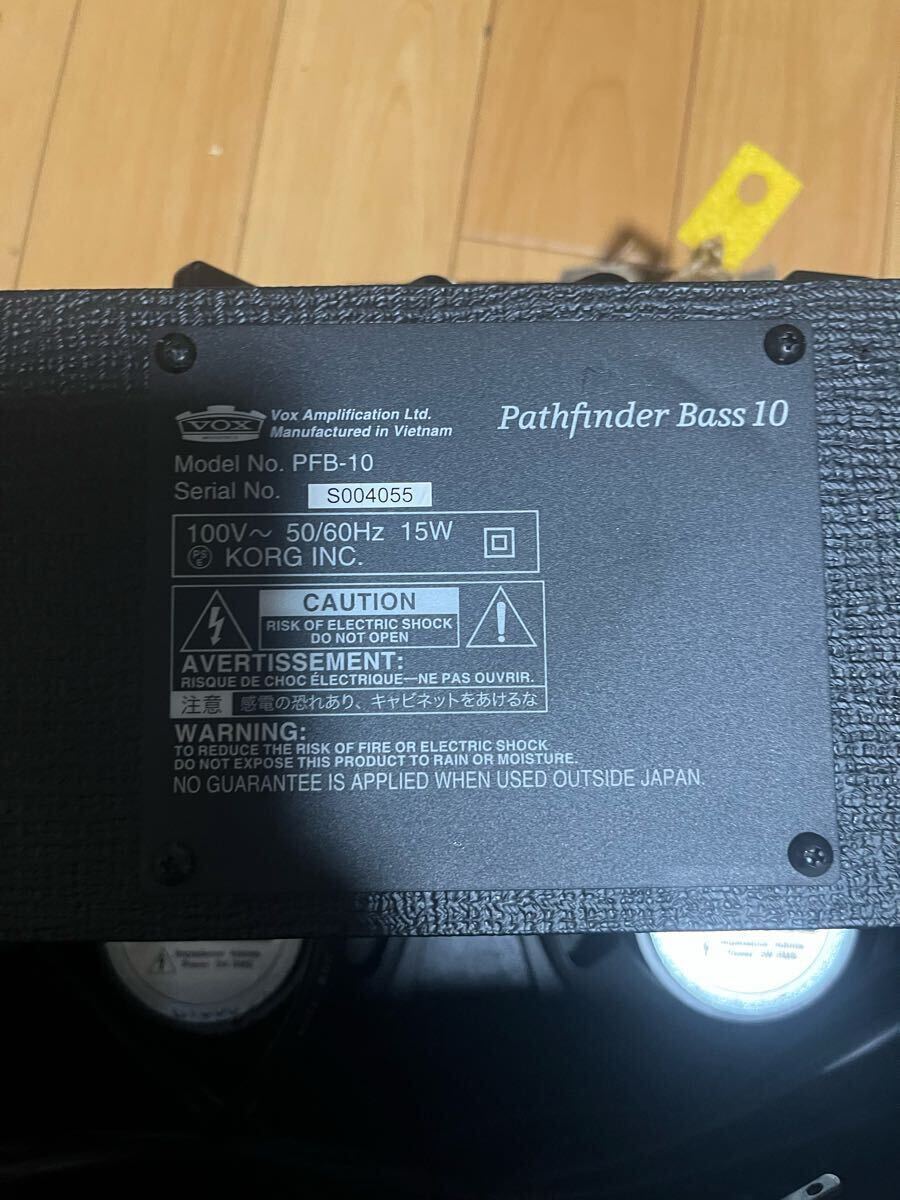 VOX
Vox Amplification Ltd.
Manufactured in Vietnam
Pathfinder Bass 10
Model No. PFB-10
Serial No. S004055
100V～ 50/60Hz 15W
PSE KORG INC.
CAUTION
RISK OF ELECTRIC SHOCK
DO NOT OPEN
AVERTISSEMENT:
RISQUE DE CHOC ÉLECTRIQUE—NE PAS OUVRIR.
注意 感電の恐れあり、キャビネットをあけるな
WARNING:
TO REDUCE THE RISK OF FIRE OR ELECTRIC SHOCK
DO NOT EXPOSE THIS PRODUCT TO RAIN OR MOISTURE.
NO GUARANTEE IS APPLIED WHEN USED OUTSIDE JAPAN.